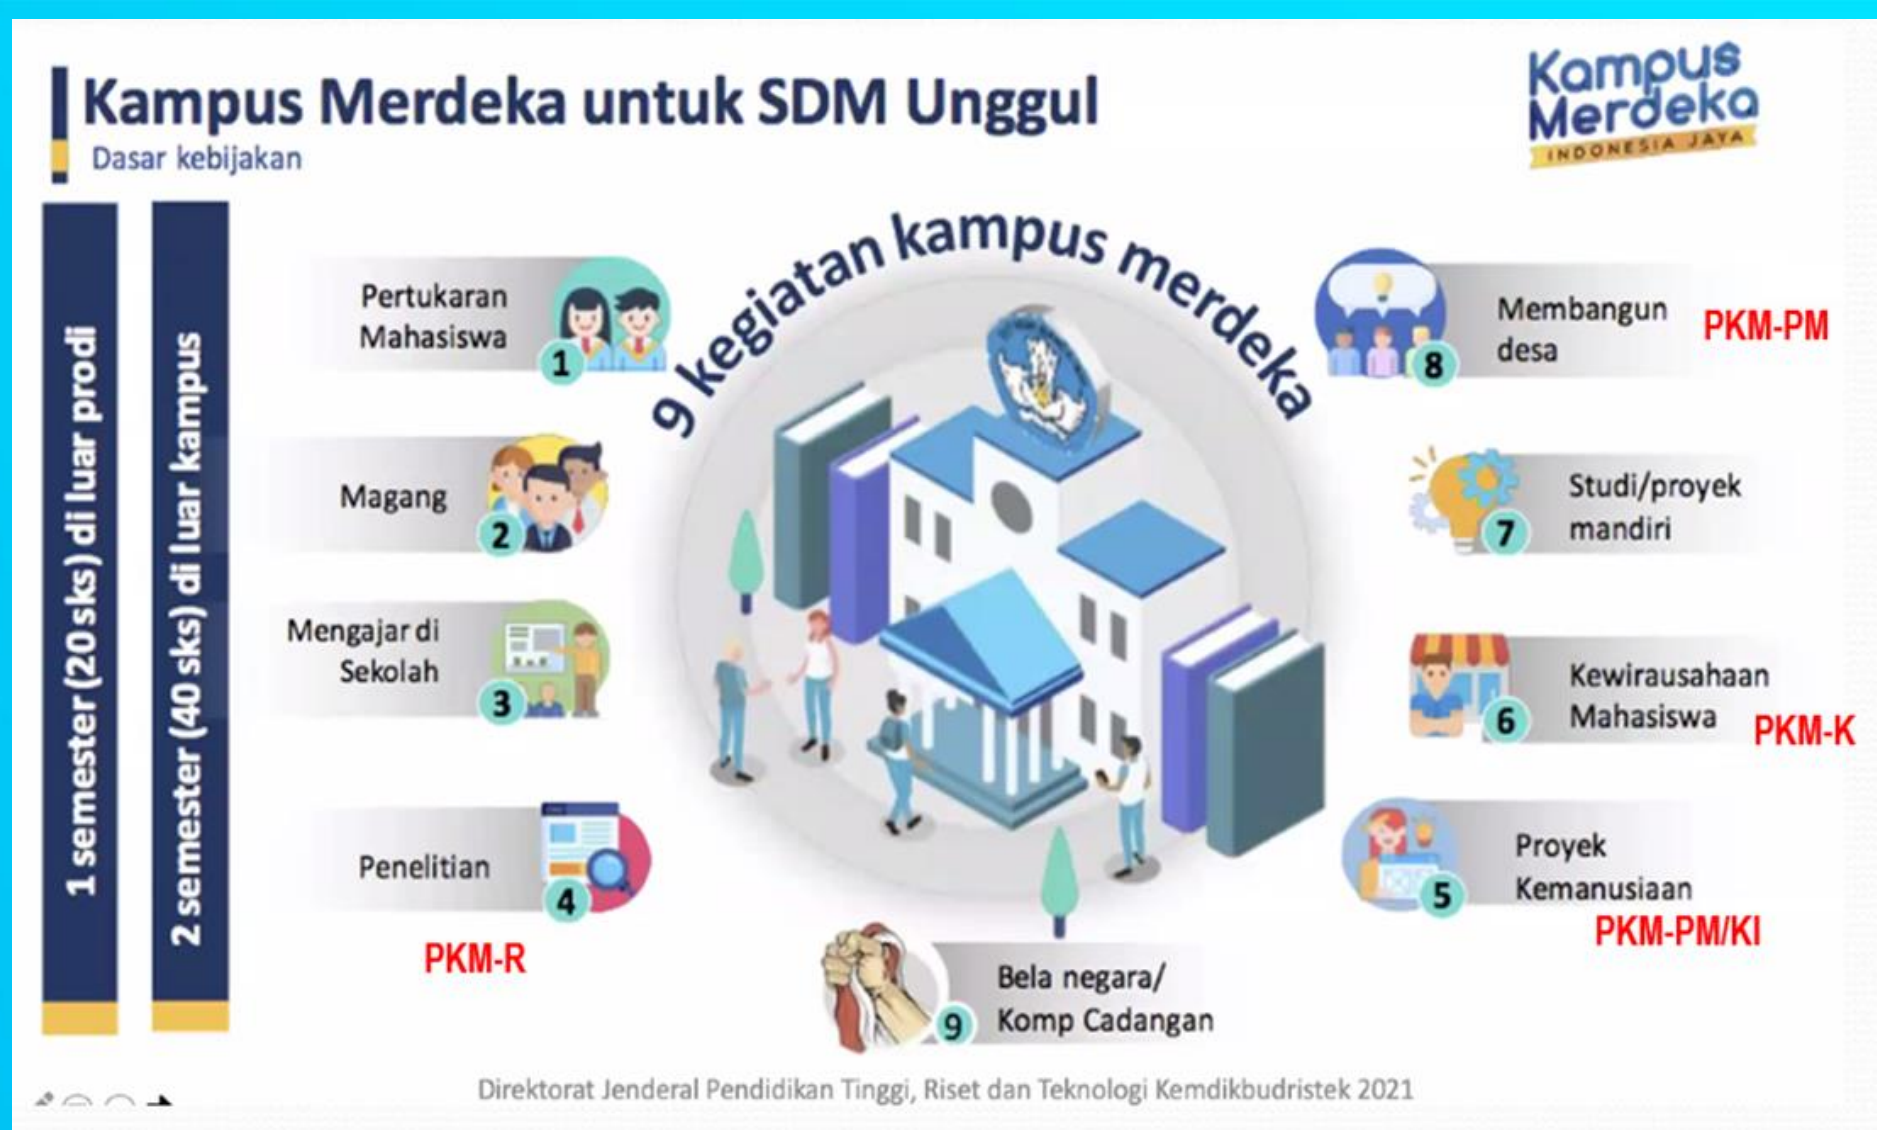 Kampus Merdeka untuk SDM Unggul
Dasar kebijakan
Kampus
Merdeka
INDONESIA JAYA
1 semester (20 sks) di luar prodi
2 semester (40 sks) di luar kampus
9 kegiatan kampus merdeka
Pertukaran
Mahasiswa
1
Magang
2
Mengajar di
Sekolah
3
Penelitian
4
PKM-R
Membangun
desa
8
PKM-PM
Studi/proyek
mandiri
7
Kewirausahaan
Mahasiswa
6
PKM-K
Proyek
Kemanusiaan
5
PKM-PM/KI
Bela negara/
Komp Cadangan
9
Direktorat Jenderal Pendidikan Tinggi, Riset dan Teknologi Kemdikbudristek 2021